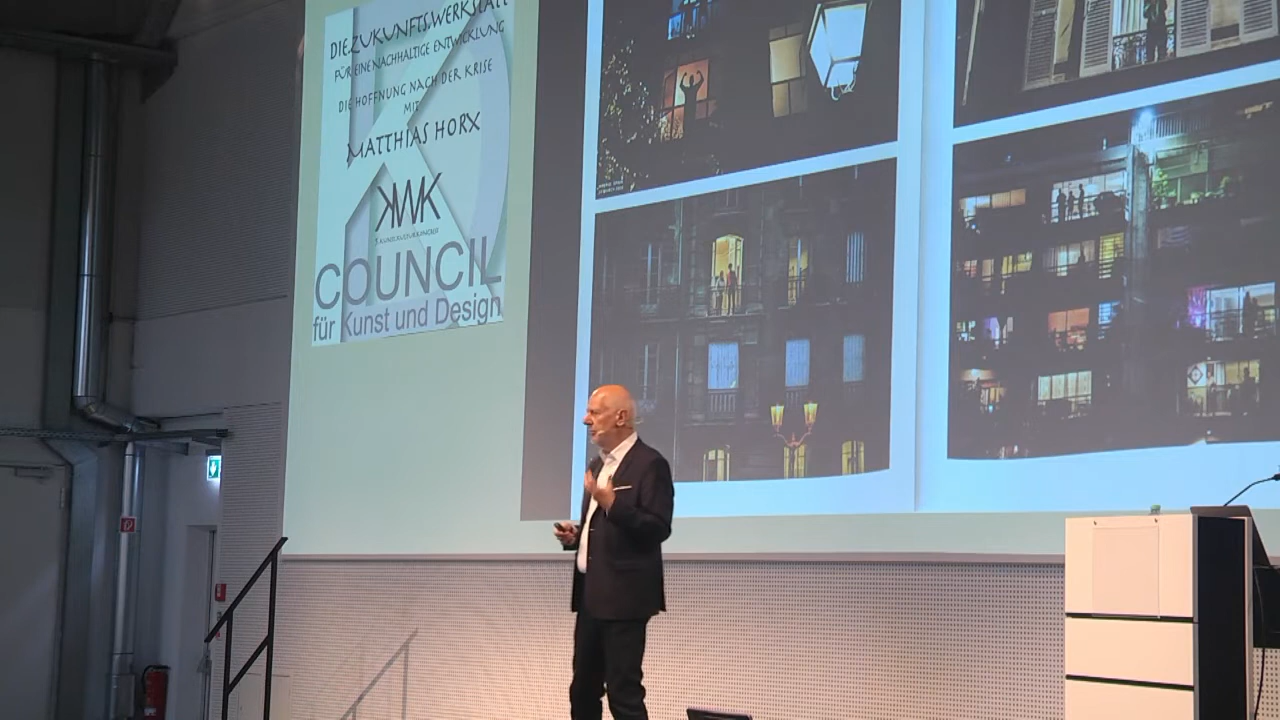 DIE ZUKUNFTSWERKSTATT
FÜR EINE NACHHALTIGE ENTWICKLUNG
DIE HOFFNUNG NACH DER KRISE
MIT
MATTHIAS HORX
KWK
COUNCIL
für Kunst und Design